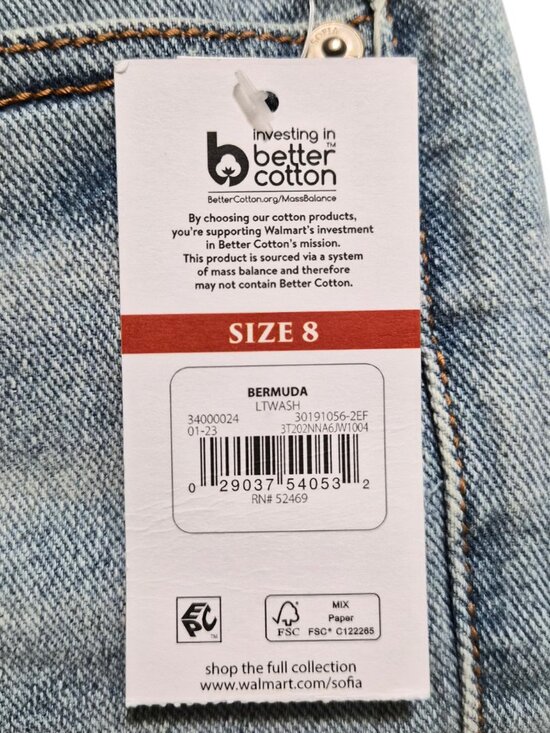 SOFIA
investing in
better™
cotton
BetterCotton.org/MassBalance
By choosing our cotton products,
you're supporting Walmart's investment
in Better Cotton's mission.
This product is sourced via a system
of mass balance and therefore
may not contain Better Cotton.
SIZE 8
BERMUDA
LTWASH
34000024 30191056-2EF
01-23 3T202NNA6JW1004
0 29037 54053 2
RN# 52469
EPC™
FSC
MIX
Paper
FSC® C122265
shop the full collection
www.walmart.com/sofia